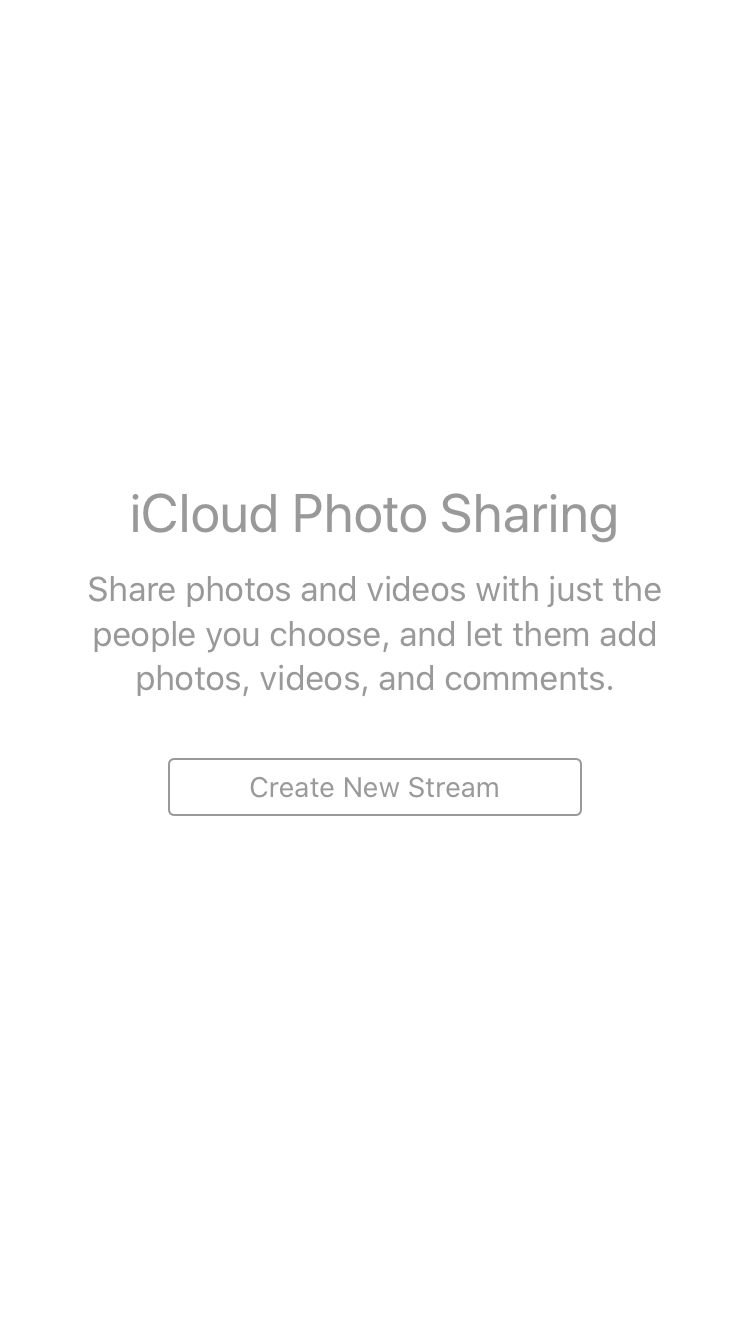 iCloud Photo Sharing
Share photos and videos with just the
people you choose, and let them add
photos, videos, and comments.
Create New Stream